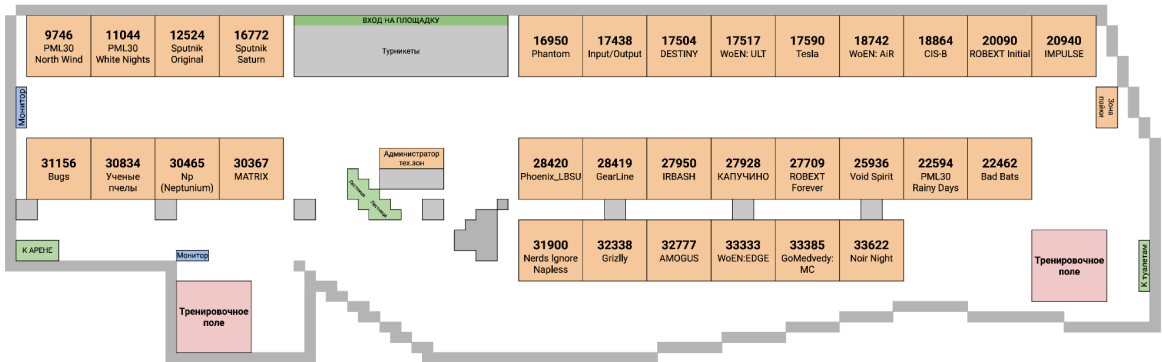 ВХОД НА ПЛОЩАДКУ
Турникеты
9746
PML30
North Wind
11044
PML30
White Nights
12524
Sputnik
Original
16772
Sputnik
Saturn
16950
Phantom
17438
Input/Output
17504
DESTINY
17517
WoEN: ULT
17590
Tesla
18742
WoEN: AiR
18864
CIS-B
20090
ROBEXT Initial
20940
IMPULSE
Монитор
Зона
пайки
31156
Bugs
30834
Ученые
пчелы
30465
Np
(Neptunium)
30367
MATRIX
Администратор
тех.зон
Лестница
Лестница
28420
Phoenix_LBSU
28419
GearLine
27950
IRBASH
27928
КАПУЧИНО
27709
ROBEXT
Forever
25936
Void Spirit
22594
PML30
Rainy Days
22462
Bad Bats
31900
Nerds Ignore
Napless
32338
Grizlly
32777
AMOGUS
33333
WoEN:EDGE
33385
GoMedvedy:
MC
33622
Noir Night
К АРЕНЕ
Монитор
Тренировочное
поле
Тренировочное
поле
К туалетам